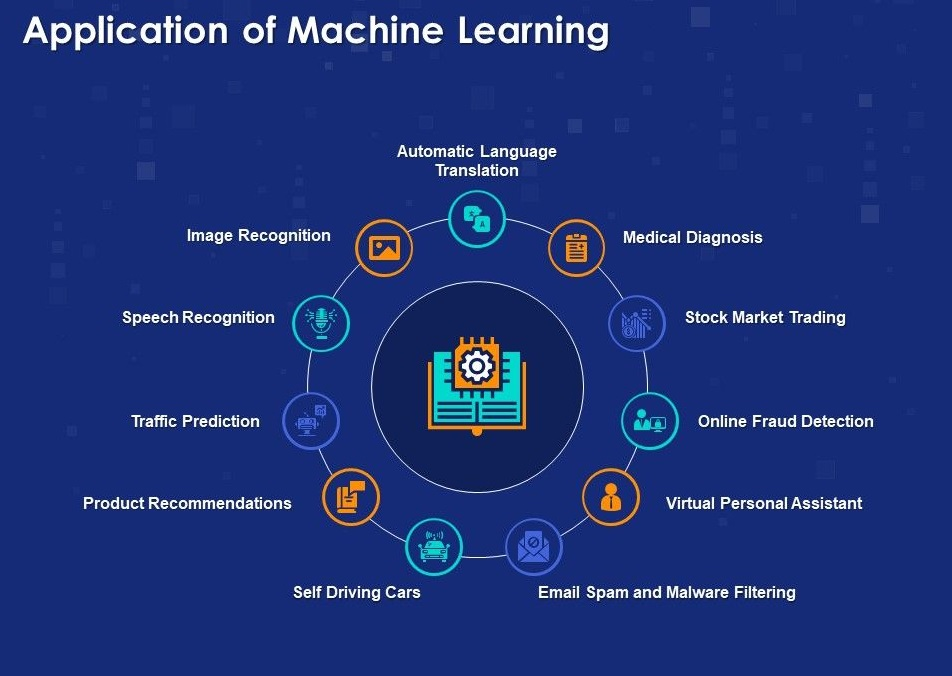 Application of Machine Learning
Automatic Language
Translation
Image Recognition
Medical Diagnosis
Speech Recognition
Stock Market Trading
Traffic Prediction
Online Fraud Detection
Product Recommendations
Virtual Personal Assistant
Self Driving Cars
Email Spam and Malware Filtering